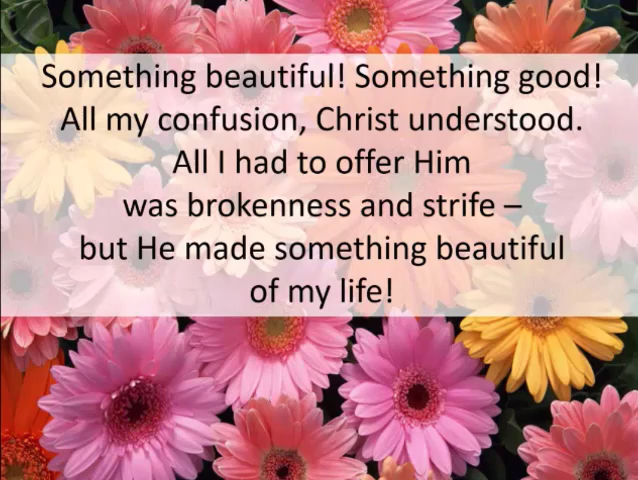 Something beautiful! Something good!
All my confusion, Christ understood.
All I had to offer Him
was brokenness and strife –
but He made something beautiful
of my life!